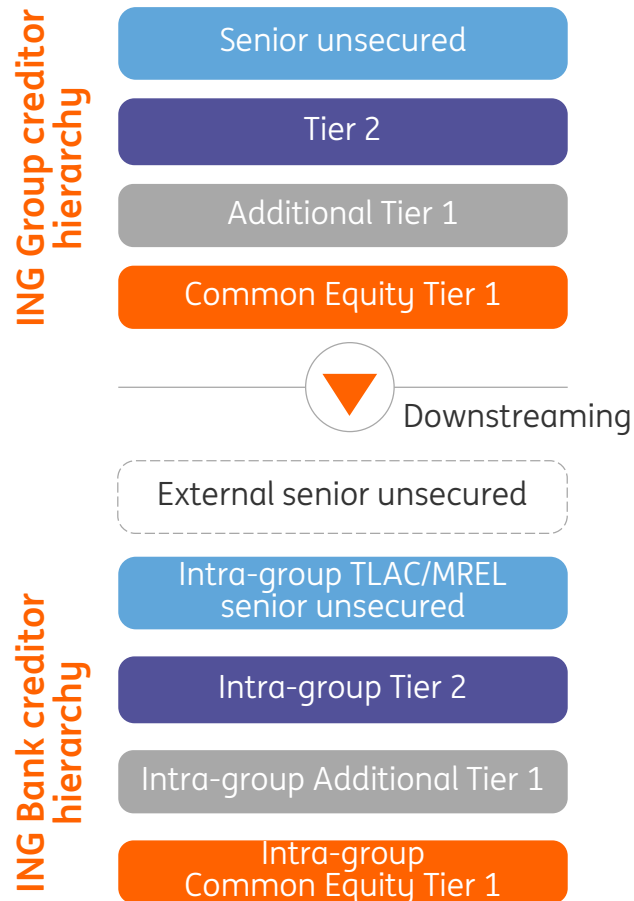 ING Group creditor
hierarchy
Senior unsecured
Tier 2
Additional Tier 1
Common Equity Tier 1
Downstreaming
ING Bank creditor
hierarchy
External senior unsecured
Intra-group TLAC/MREL
senior unsecured
Intra-group Tier 2
Intra-group Additional Tier 1
Intra-group
Common Equity Tier 1